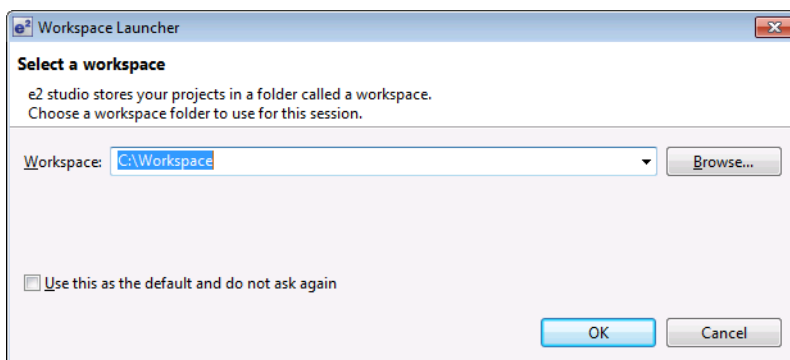 e² Workspace Launcher
Select a workspace
e2 studio stores your projects in a folder called a workspace.
Choose a workspace folder to use for this session.
Workspace: C:\Workspace Browse...
Use this as the default and do not ask again
OK Cancel